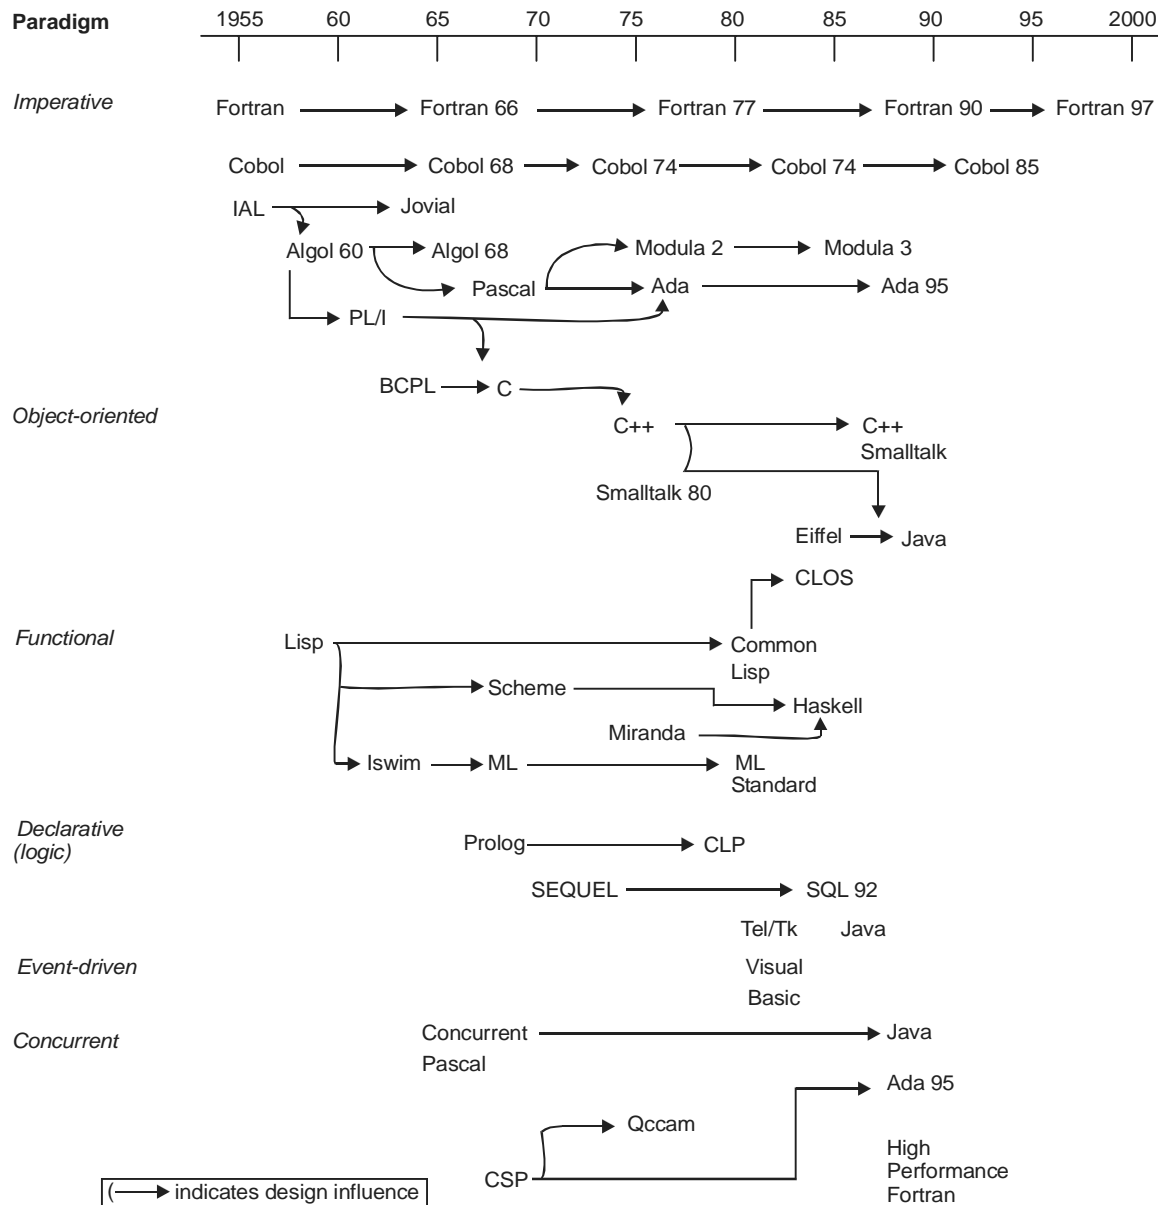 Paradigm 1955 60 65 70 75 80 85 90 95 2000
Imperative Fortran Fortran 66 Fortran 77 Fortran 90 Fortran 97
Cobol Cobol 68 Cobol 74 Cobol 74 Cobol 85
IAL Jovial
Algol 60 Algol 68 Modula 2 Modula 3
Pascal Ada Ada 95
PL/I
BCPL C
Object-oriented C++ C++
Smalltalk
Smalltalk 80
Eiffel Java
CLOS
Functional Lisp Common
Lisp
Scheme Haskell
Miranda
Iswim ML ML
Standard
Declarative
(logic)
Prolog CLP
SEQUEL SQL 92
Tel/Tk Java
Event-driven Visual
Basic
Concurrent Concurrent Java
Pascal
Ada 95
Qccam
High
Performance
Fortran
CSP
( indicates design influence